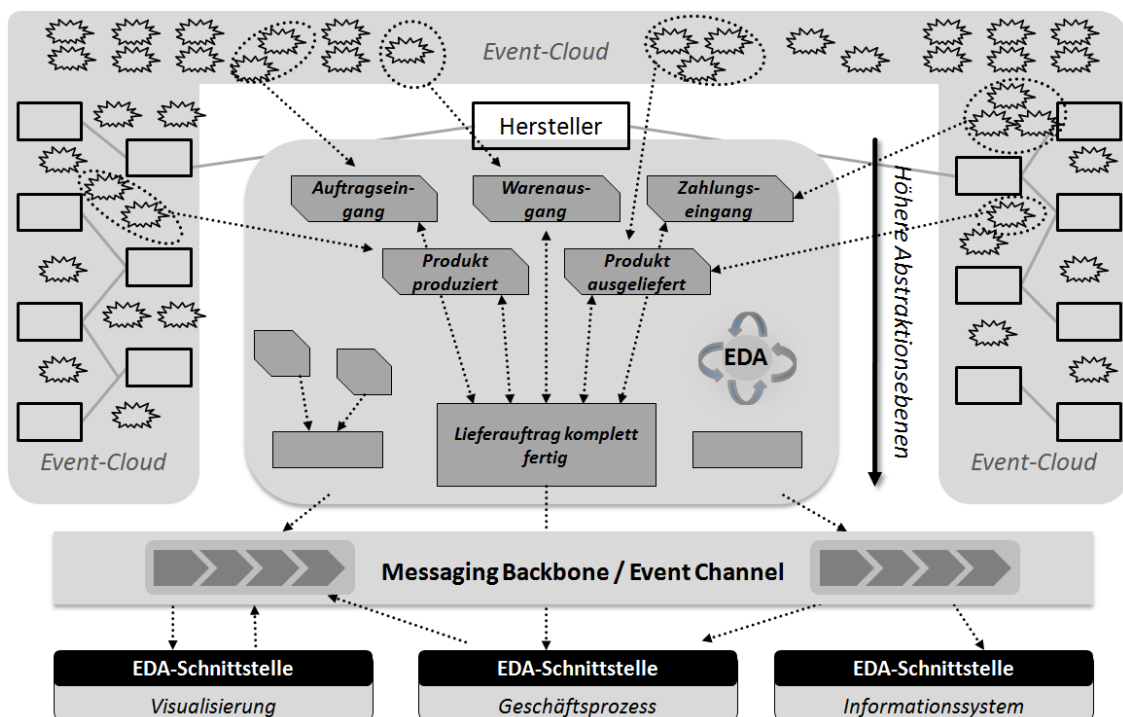 Event-Cloud
Hersteller
Auftragsein-
gang
Warenaus-
gang
Zahlungs-
eingang
Produkt
produziert
Produkt
ausgeliefert
Höhere Abstraktionsebenen
EDA
Lieferauftrag komplett
fertig
Event-Cloud
Event-Cloud
Messaging Backbone / Event Channel
EDA-Schnittstelle
Visualisierung
EDA-Schnittstelle
Geschäftsprozess
EDA-Schnittstelle
Informationssystem